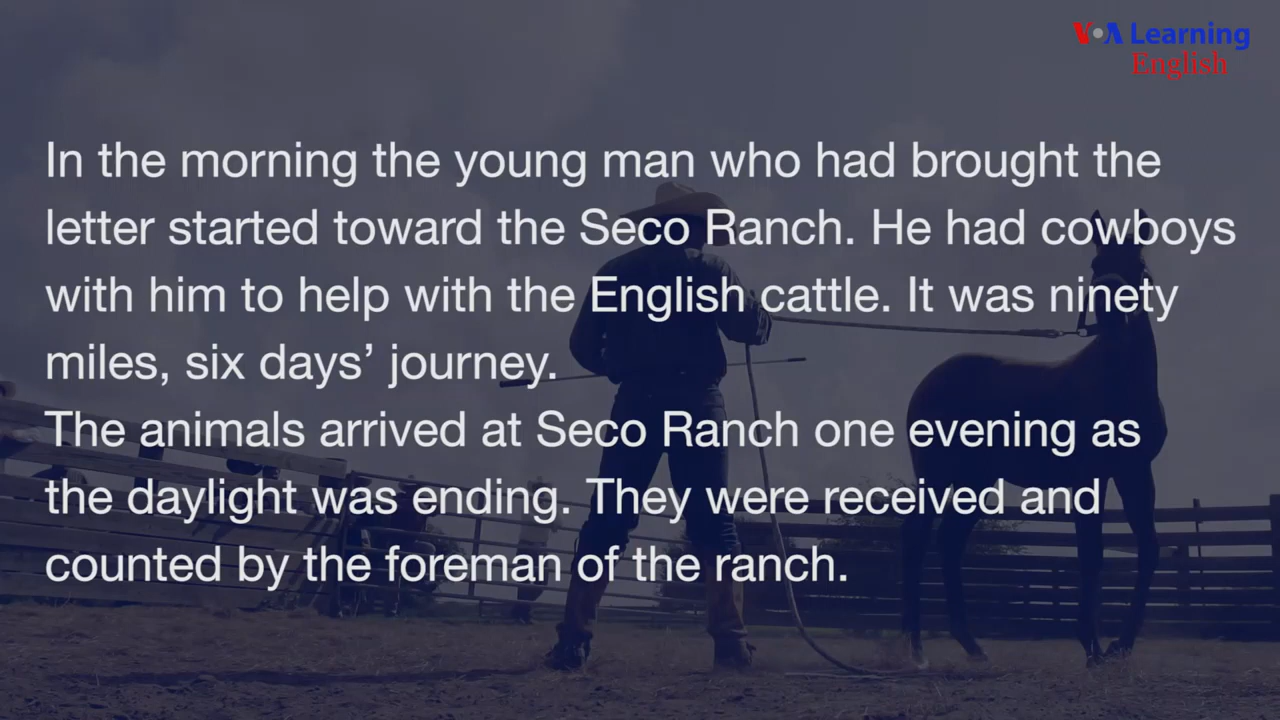 VOA Learning
English
In the morning the young man who had brought the
letter started toward the Seco Ranch. He had cowboys
with him to help with the English cattle. It was ninety
miles, six days’ journey.
The animals arrived at Seco Ranch one evening as
the daylight was ending. They were received and
counted by the foreman of the ranch.